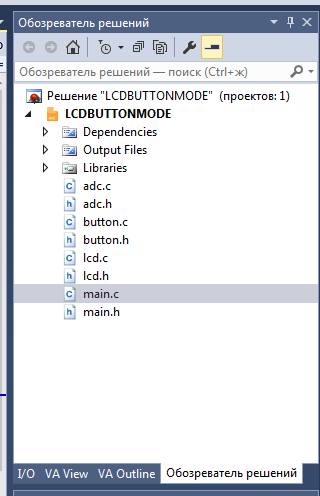 Обозреватель решений
Обозреватель решений — поиск (Ctrl+ж)
Решение "LCDBUTTONMODE" (проектов: 1)
LCDBUTTONMODE
Dependencies
Output Files
Libraries
adc.c
adc.h
button.c
button.h
lcd.c
lcd.h
main.c
main.h
I/O VA View VA Outline Обозреватель решений